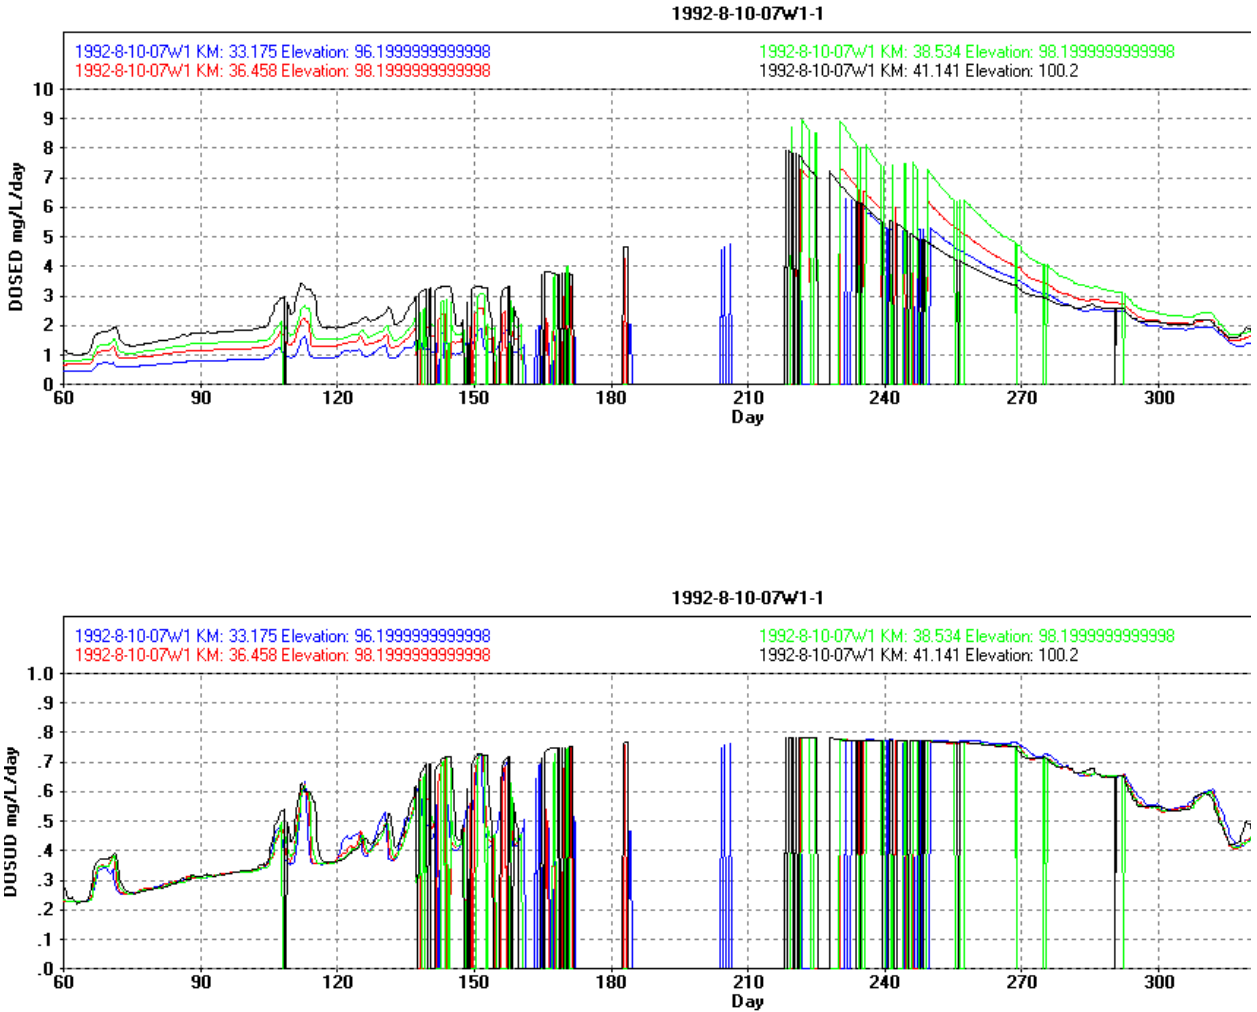 1992-8-10-07W1-1
1992-8-10-07W1 KM: 33.175 Elevation: 96.1999999999998
1992-8-10-07W1 KM: 38.534 Elevation: 98.1999999999998
1992-8-10-07W1 KM: 36.458 Elevation: 98.1999999999998
1992-8-10-07W1 KM: 41.141 Elevation: 100.2
10
9
8
7
6
5
4
3
2
1
0
DOSED mg/L/day
60 90 120 150 180 210 240 270 300
Day
1992-8-10-07W1-1
1992-8-10-07W1 KM: 33.175 Elevation: 96.1999999999998
1992-8-10-07W1 KM: 38.534 Elevation: 98.1999999999998
1992-8-10-07W1 KM: 36.458 Elevation: 98.1999999999998
1992-8-10-07W1 KM: 41.141 Elevation: 100.2
1.0
.9
.8
.7
.6
.5
.4
.3
.2
.1
.0
DOSOD mg/L/day
60 90 120 150 180 210 240 270 300
Day